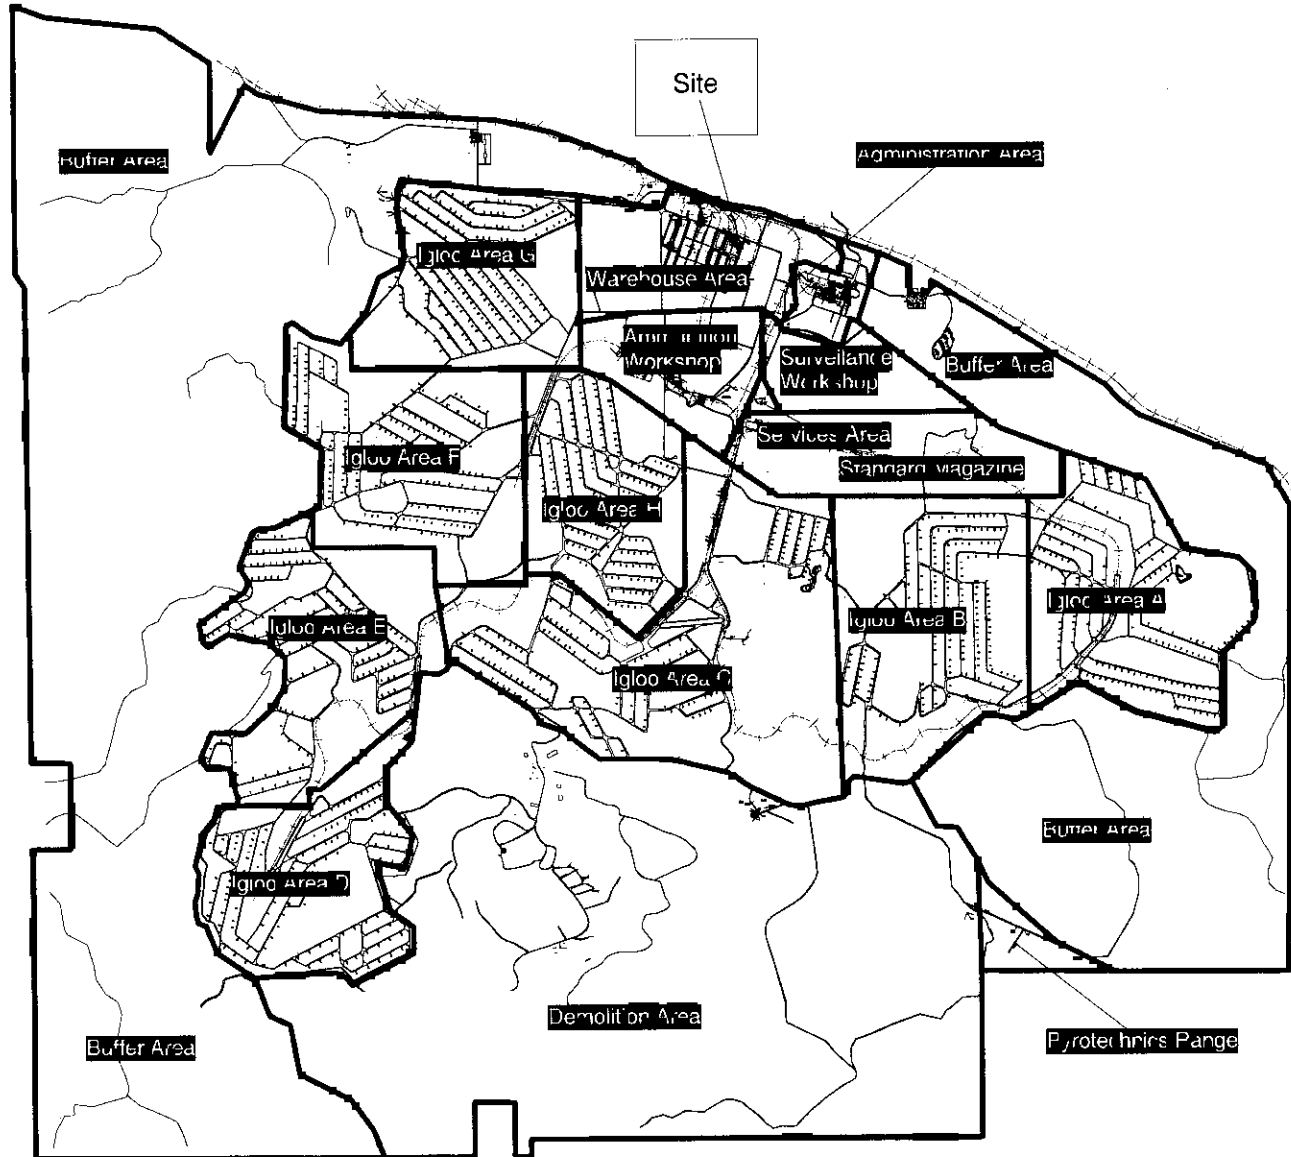 Site
Administration Area
Buffer Area
Igloo Area G
Warehouse Area
Ammunition
Workshop
Surveillance
Workshop
Buffer Area
Services Area
Igloo Area F
Standard Magazine
Igloo Area H
Igloo Area A
Igloo Area B
Igloo Area E
Igloo Area C
Buffer Area
Igloo Area D
Demolition Area
Buffer Area
Pyrotechnics Range